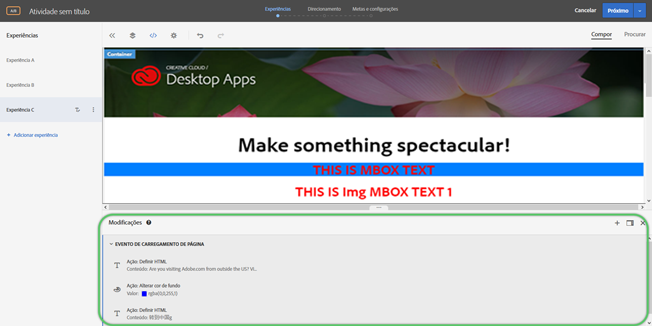 A/B
Atividade sem título
Experiências
Direcionamento
Metas e configurações
Cancelar
Próximo
Experiências
Compor
Procurar
Experiência A
Experiência B
Experiência C
+ Adicionar experiência
Container
CREATIVE CLOUD /
Desktop Apps
Make something spectacular!
THIS IS MBOX TEXT
THIS IS Img MBOX TEXT 1
Modificações
EVENTO DE CARREGAMENTO DE PÁGINA
Ação: Definir HTML
Conteúdo: Are you visiting Adobe.com from outside the US? Vi..
Ação: Alterar cor de fundo
Valor: rgba(0,0,255,1)
Ação: Definir HTML
Conteúdo: